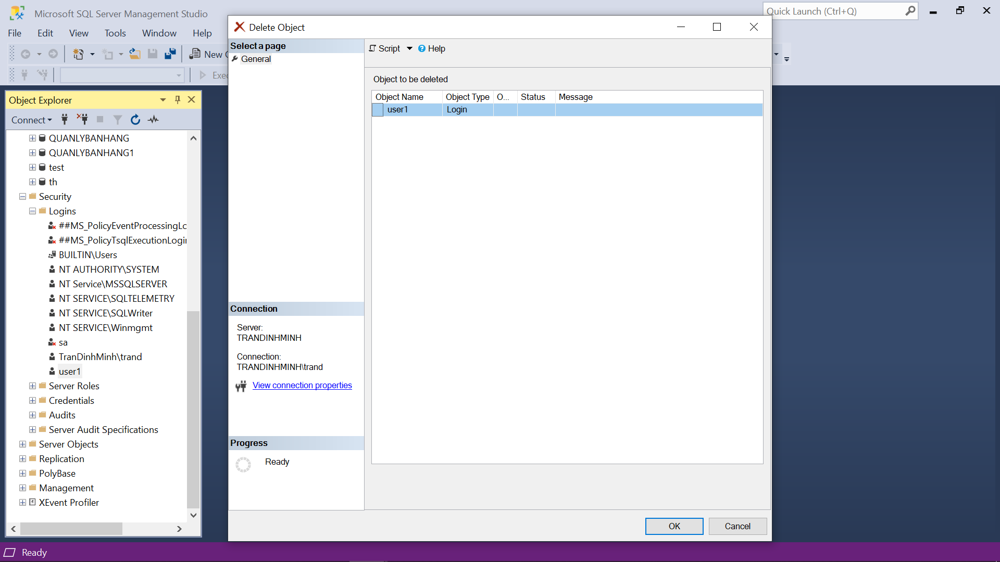 Microsoft SQL Server Management Studio
Quick Launch (Ctrl+Q)
File Edit View Tools Window Help
New
Object Explorer
Connect
QUANLYBANHANG
QUANLYBANHANG1
test
th
Security
Logins
##MS_PolicyEventProcessingLo
##MS_PolicyTsqlExecutionLogin
BUILTIN\Users
NT AUTHORITY\SYSTEM
NT Service\MSSQLSERVER
NT SERVICE\SQLTELEMETRY
NT SERVICE\SQLWriter
NT SERVICE\Winmgmt
sa
TranDinhMinh\trand
user1
Server Roles
Credentials
Audits
Server Audit Specifications
Server Objects
Replication
PolyBase
Management
XEvent Profiler
Delete Object
Select a page
General
Connection
Server:
TRANDINHMINH
Connection:
TRANDINHMINH\trand
View connection properties
Progress
Ready
Script Help
Object to be deleted
Object Name Object Type O... Status Message
user1 Login
OK Cancel
Ready